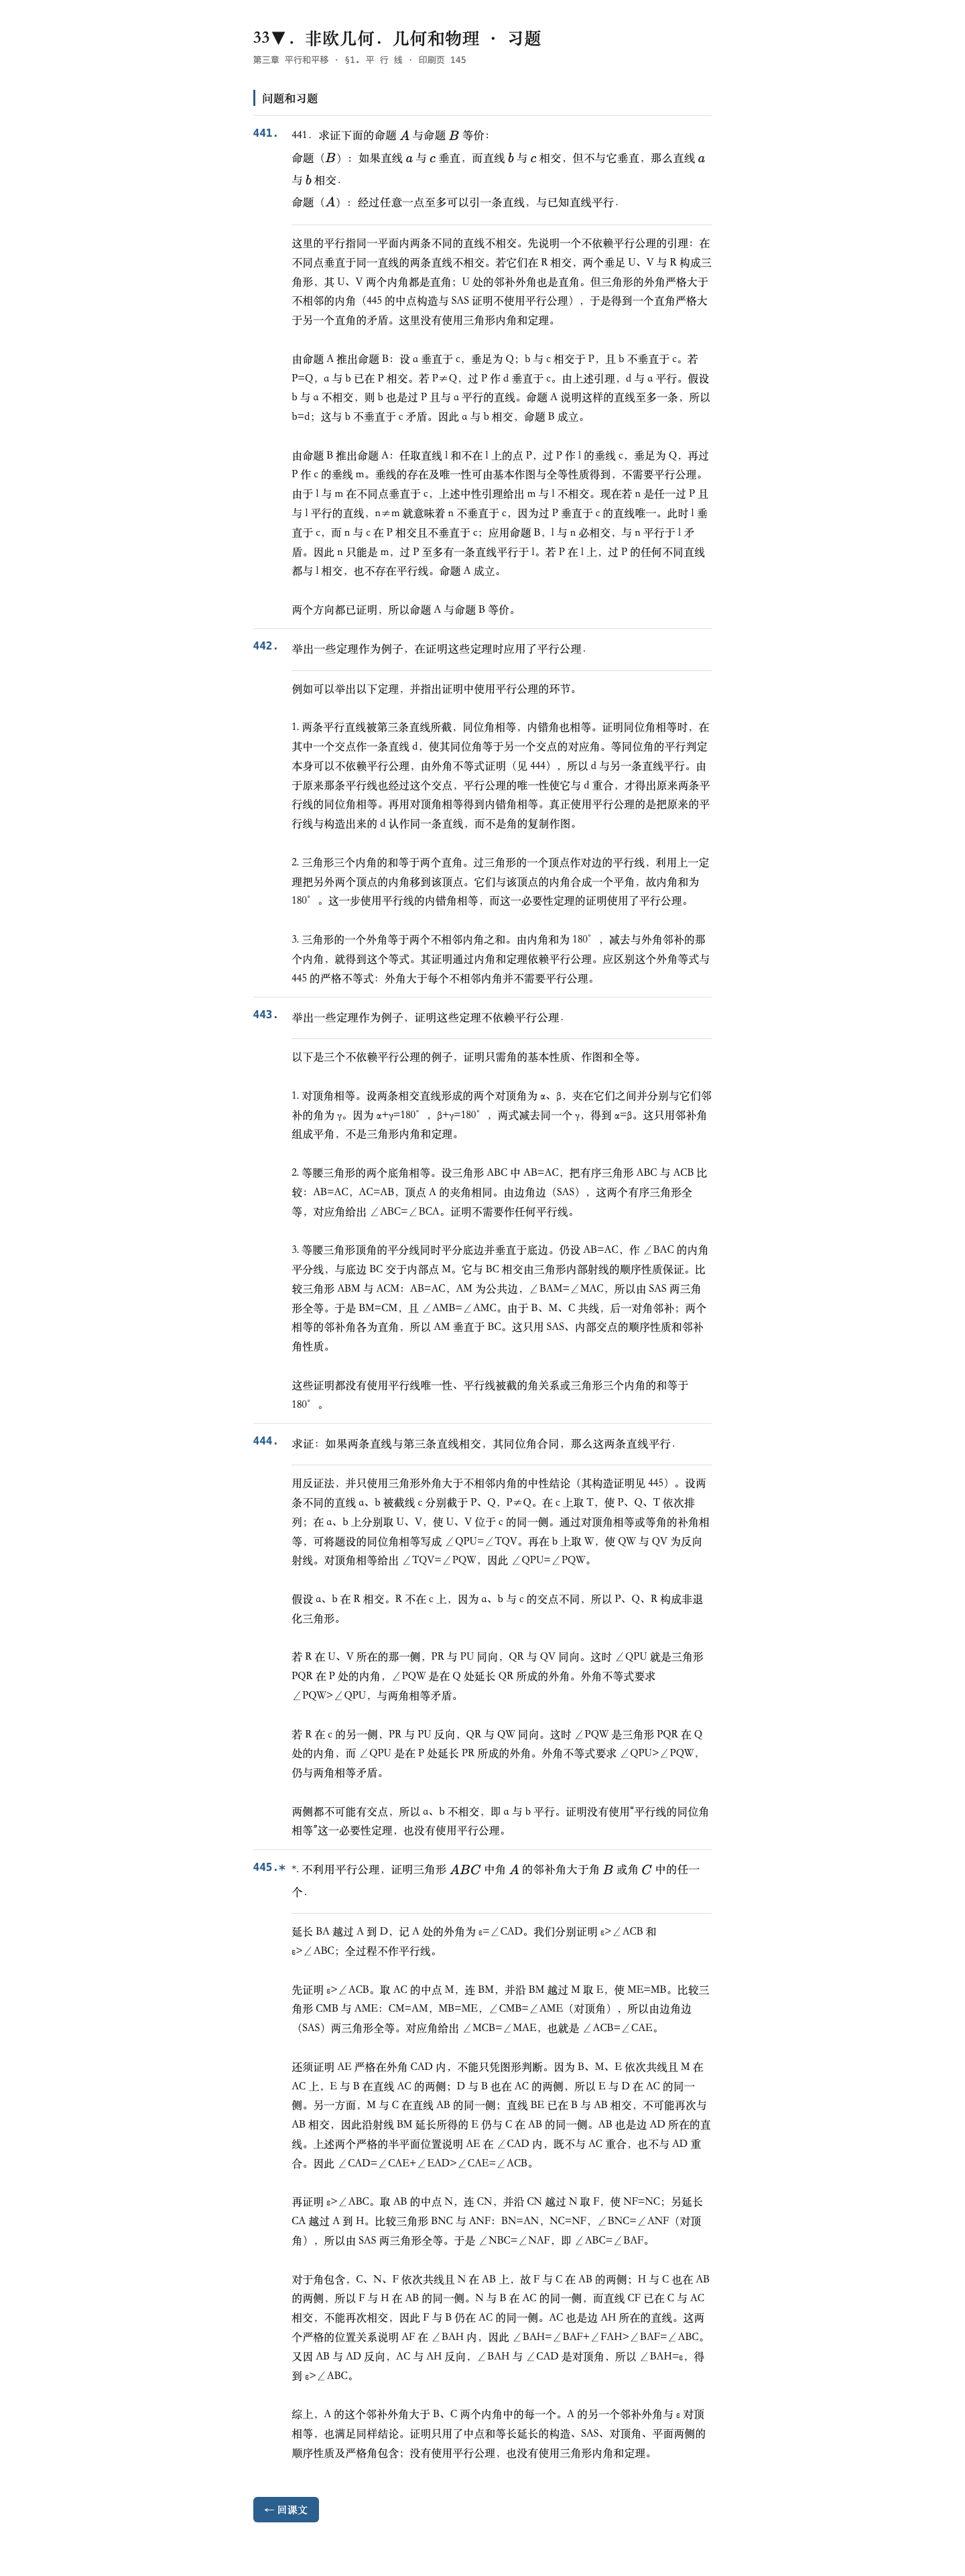 33▼．非欧几何．几何和物理 · 习题
第三章 平行和平移 · §1. 平 行 线 · 印刷页 145
问题和习题
441.
441．求证下面的命题 A 与命题 B 等价：
命题（B）：如果直线 a 与 c 垂直，而直线 b 与 c 相交，但不与它垂直，那么直线 a
与 b 相交．
命题（A）：经过任意一点至多可以引一条直线，与已知直线平行．
这里的平行指同一平面内两条不同的直线不相交。先说明一个不依赖平行公理的引理：在
不同点垂直于同一直线的两条直线不相交。若它们在 R 相交，两个垂足 U、V 与 R 构成三
角形，其 U、V 两个内角都是直角；U 处的邻补外角也是直角。但三角形的外角严格大于
不相邻的内角（445 的中点构造与 SAS 证明不使用平行公理），于是得到一个直角严格大
于另一个直角的矛盾。这里没有使用三角形内角和定理。
由命题 A 推出命题 B：设 a 垂直于 c，垂足为 Q；b 与 c 相交于 P，且 b 不垂直于 c。若
P=Q，a 与 b 已在 P 相交。若 P≠Q，过 P 作 d 垂直于 c。由上述引理，d 与 a 平行。假设
b 与 a 不相交，则 b 也是过 P 且与 a 平行的直线。命题 A 说明这样的直线至多一条，所以
b=d；这与 b 不垂直于 c 矛盾。因此 a 与 b 相交，命题 B 成立。
由命题 B 推出命题 A：任取直线 l 和不在 l 上的点 P，过 P 作 l 的垂线 c，垂足为 Q，再过
P 作 c 的垂线 m。垂线的存在及唯一性可由基本作图与全等性质得到，不需要平行公理。
由于 l 与 m 在不同点垂直于 c，上述中性引理给出 m 与 l 不相交。现在若 n 是任一过 P 且
与 l 平行的直线，n≠m 就意味着 n 不垂直于 c，因为过 P 垂直于 c 的直线唯一。此时 l 垂
直于 c，而 n 与 c 在 P 相交且不垂直于 c；应用命题 B，l 与 n 必相交，与 n 平行于 l 矛
盾。因此 n 只能是 m，过 P 至多有一条直线平行于 l。若 P 在 l 上，过 P 的任何不同直线
都与 l 相交，也不存在平行线。命题 A 成立。
两个方向都已证明，所以命题 A 与命题 B 等价。
442.
举出一些定理作为例子，在证明这些定理时应用了平行公理．
例如可以举出以下定理，并指出证明中使用平行公理的环节。
1. 两条平行直线被第三条直线所截，同位角相等，内错角也相等。证明同位角相等时，在
其中一个交点作一条直线 d，使其同位角等于另一个交点的对应角。等同位角的平行判定
本身可以不依赖平行公理，由外角不等式证明（见 444），所以 d 与另一条直线平行。由
于原来那条平行线也经过这个交点，平行公理的唯一性使它与 d 重合，才得出原来两条平
行线的同位角相等。再用对顶角相等得到内错角相等。真正使用平行公理的是把原来的平
行线与构造出来的 d 认作同一条直线，而不是角的复制作图。
2. 三角形三个内角的和等于两个直角。过三角形的一个顶点作对边的平行线，利用上一定
理把另外两个顶点的内角移到该顶点。它们与该顶点的内角合成一个平角，故内角和为
180°。这一步使用平行线的内错角相等，而这一必要性定理的证明使用了平行公理。
3. 三角形的一个外角等于两个不相邻内角之和。由内角和为 180°，减去与外角邻补的那
个内角，就得到这个等式。其证明通过内角和定理依赖平行公理。应区别这个外角等式与
445 的严格不等式：外角大于每个不相邻内角并不需要平行公理。
443.
举出一些定理作为例子，证明这些定理不依赖平行公理．
以下是三个不依赖平行公理的例子，证明只需角的基本性质、作图和全等。
1. 对顶角相等。设两条相交直线形成的两个对顶角为 α、β，夹在它们之间并分别与它们邻
补的角为 γ。因为 α+γ=180°，β+γ=180°，两式减去同一个 γ，得到 α=β。这只用邻补角
组成平角，不是三角形内角和定理。
2. 等腰三角形的两个底角相等。设三角形 ABC 中 AB=AC，把有序三角形 ABC 与 ACB 比
较：AB=AC，AC=AB，顶点 A 的夹角相同。由边角边（SAS），这两个有序三角形全
等，对应角给出 ∠ABC=∠BCA。证明不需要作任何平行线。
3. 等腰三角形顶角的平分线同时平分底边并垂直于底边。仍设 AB=AC，作 ∠BAC 的内角
平分线，与底边 BC 交于内部点 M。它与 BC 相交由三角形内部射线的顺序性质保证。比
较三角形 ABM 与 ACM：AB=AC，AM 为公共边，∠BAM=∠MAC，所以由 SAS 两三角
形全等。于是 BM=CM，且 ∠AMB=∠AMC。由于 B、M、C 共线，后一对角邻补；两个
相等的邻补角各为直角，所以 AM 垂直于 BC。这只用 SAS、内部交点的顺序性质和邻补
角性质。
这些证明都没有使用平行线唯一性、平行线被截的角关系或三角形三个内角的和等于
180°。
444.
求证：如果两条直线与第三条直线相交，其同位角合同，那么这两条直线平行．
用反证法，并只使用三角形外角大于不相邻内角的中性结论（其构造证明见 445）。设两
条不同的直线 a、b 被截线 c 分别截于 P、Q，P≠Q。在 c 上取 T，使 P、Q、T 依次排
列；在 a、b 上分别取 U、V，使 U、V 位于 c 的同一侧。通过对顶角相等或等角的补角相
等，可将题设的同位角相等写成 ∠QPU=∠TQV。再在 b 上取 W，使 QW 与 QV 为反向
射线。对顶角相等给出 ∠TQV=∠PQW，因此 ∠QPU=∠PQW。
假设 a、b 在 R 相交。R 不在 c 上，因为 a、b 与 c 的交点不同，所以 P、Q、R 构成非退
化三角形。
若 R 在 U、V 所在的那一侧，PR 与 PU 同向，QR 与 QV 同向。这时 ∠QPU 就是三角形
PQR 在 P 处的内角，∠PQW 是在 Q 处延长 QR 所成的外角。外角不等式要求
∠PQW>∠QPU，与两角相等矛盾。
若 R 在 c 的另一侧，PR 与 PU 反向，QR 与 QW 同向。这时 ∠PQW 是三角形 PQR 在 Q
处的内角，而 ∠QPU 是在 P 处延长 PR 所成的外角。外角不等式要求 ∠QPU>∠PQW，
仍与两角相等矛盾。
两侧都不可能有交点，所以 a、b 不相交，即 a 与 b 平行。证明没有使用“平行线的同位角
相等”这一必要性定理，也没有使用平行公理。
445.*
*. 不利用平行公理，证明三角形 ABC 中角 A 的邻补角大于角 B 或角 C 中的任一
个．
延长 BA 越过 A 到 D，记 A 处的外角为 ε=∠CAD。我们分别证明 ε>∠ACB 和
ε>∠ABC；全过程不作平行线。
先证明 ε>∠ACB。取 AC 的中点 M，连 BM，并沿 BM 越过 M 取 E，使 ME=MB。比较三
角形 CMB 与 AME：CM=AM，MB=ME，∠CMB=∠AME（对顶角），所以由边角边
（SAS）两三角形全等。对应角给出 ∠MCB=∠MAE，也就是 ∠ACB=∠CAE。
还须证明 AE 严格在外角 CAD 内，不能只凭图形判断。因为 B、M、E 依次共线且 M 在
AC 上，E 与 B 在直线 AC 的两侧；D 与 B 也在 AC 的两侧，所以 E 与 D 在 AC 的同一
侧。另一方面，M 与 C 在直线 AB 的同一侧；直线 BE 已在 B 与 AB 相交，不可能再次与
AB 相交，因此沿射线 BM 延长所得的 E 仍与 C 在 AB 的同一侧。AB 也是边 AD 所在的直
线。上述两个严格的半平面位置说明 AE 在 ∠CAD 内，既不与 AC 重合，也不与 AD 重
合。因此 ∠CAD=∠CAE+∠EAD>∠CAE=∠ACB。
再证明 ε>∠ABC。取 AB 的中点 N，连 CN，并沿 CN 越过 N 取 F，使 NF=NC；另延长
CA 越过 A 到 H。比较三角形 BNC 与 ANF：BN=AN，NC=NF，∠BNC=∠ANF（对顶
角），所以由 SAS 两三角形全等。于是 ∠NBC=∠NAF，即 ∠ABC=∠BAF。
对于角包含，C、N、F 依次共线且 N 在 AB 上，故 F 与 C 在 AB 的两侧；H 与 C 也在 AB
的两侧，所以 F 与 H 在 AB 的同一侧。N 与 B 在 AC 的同一侧，而直线 CF 已在 C 与 AC
相交，不能再次相交，因此 F 与 B 仍在 AC 的同一侧。AC 也是边 AH 所在的直线。这两
个严格的位置关系说明 AF 在 ∠BAH 内，因此 ∠BAH=∠BAF+∠FAH>∠BAF=∠ABC。
又因 AB 与 AD 反向，AC 与 AH 反向，∠BAH 与 ∠CAD 是对顶角，所以 ∠BAH=ε，得
到 ε>∠ABC。
综上，A 的这个邻补外角大于 B、C 两个内角中的每一个。A 的另一个邻补外角与 ε 对顶
相等，也满足同样结论。证明只用了中点和等长延长的构造、SAS、对顶角、平面两侧的
顺序性质及严格角包含；没有使用平行公理，也没有使用三角形内角和定理。
← 回课文